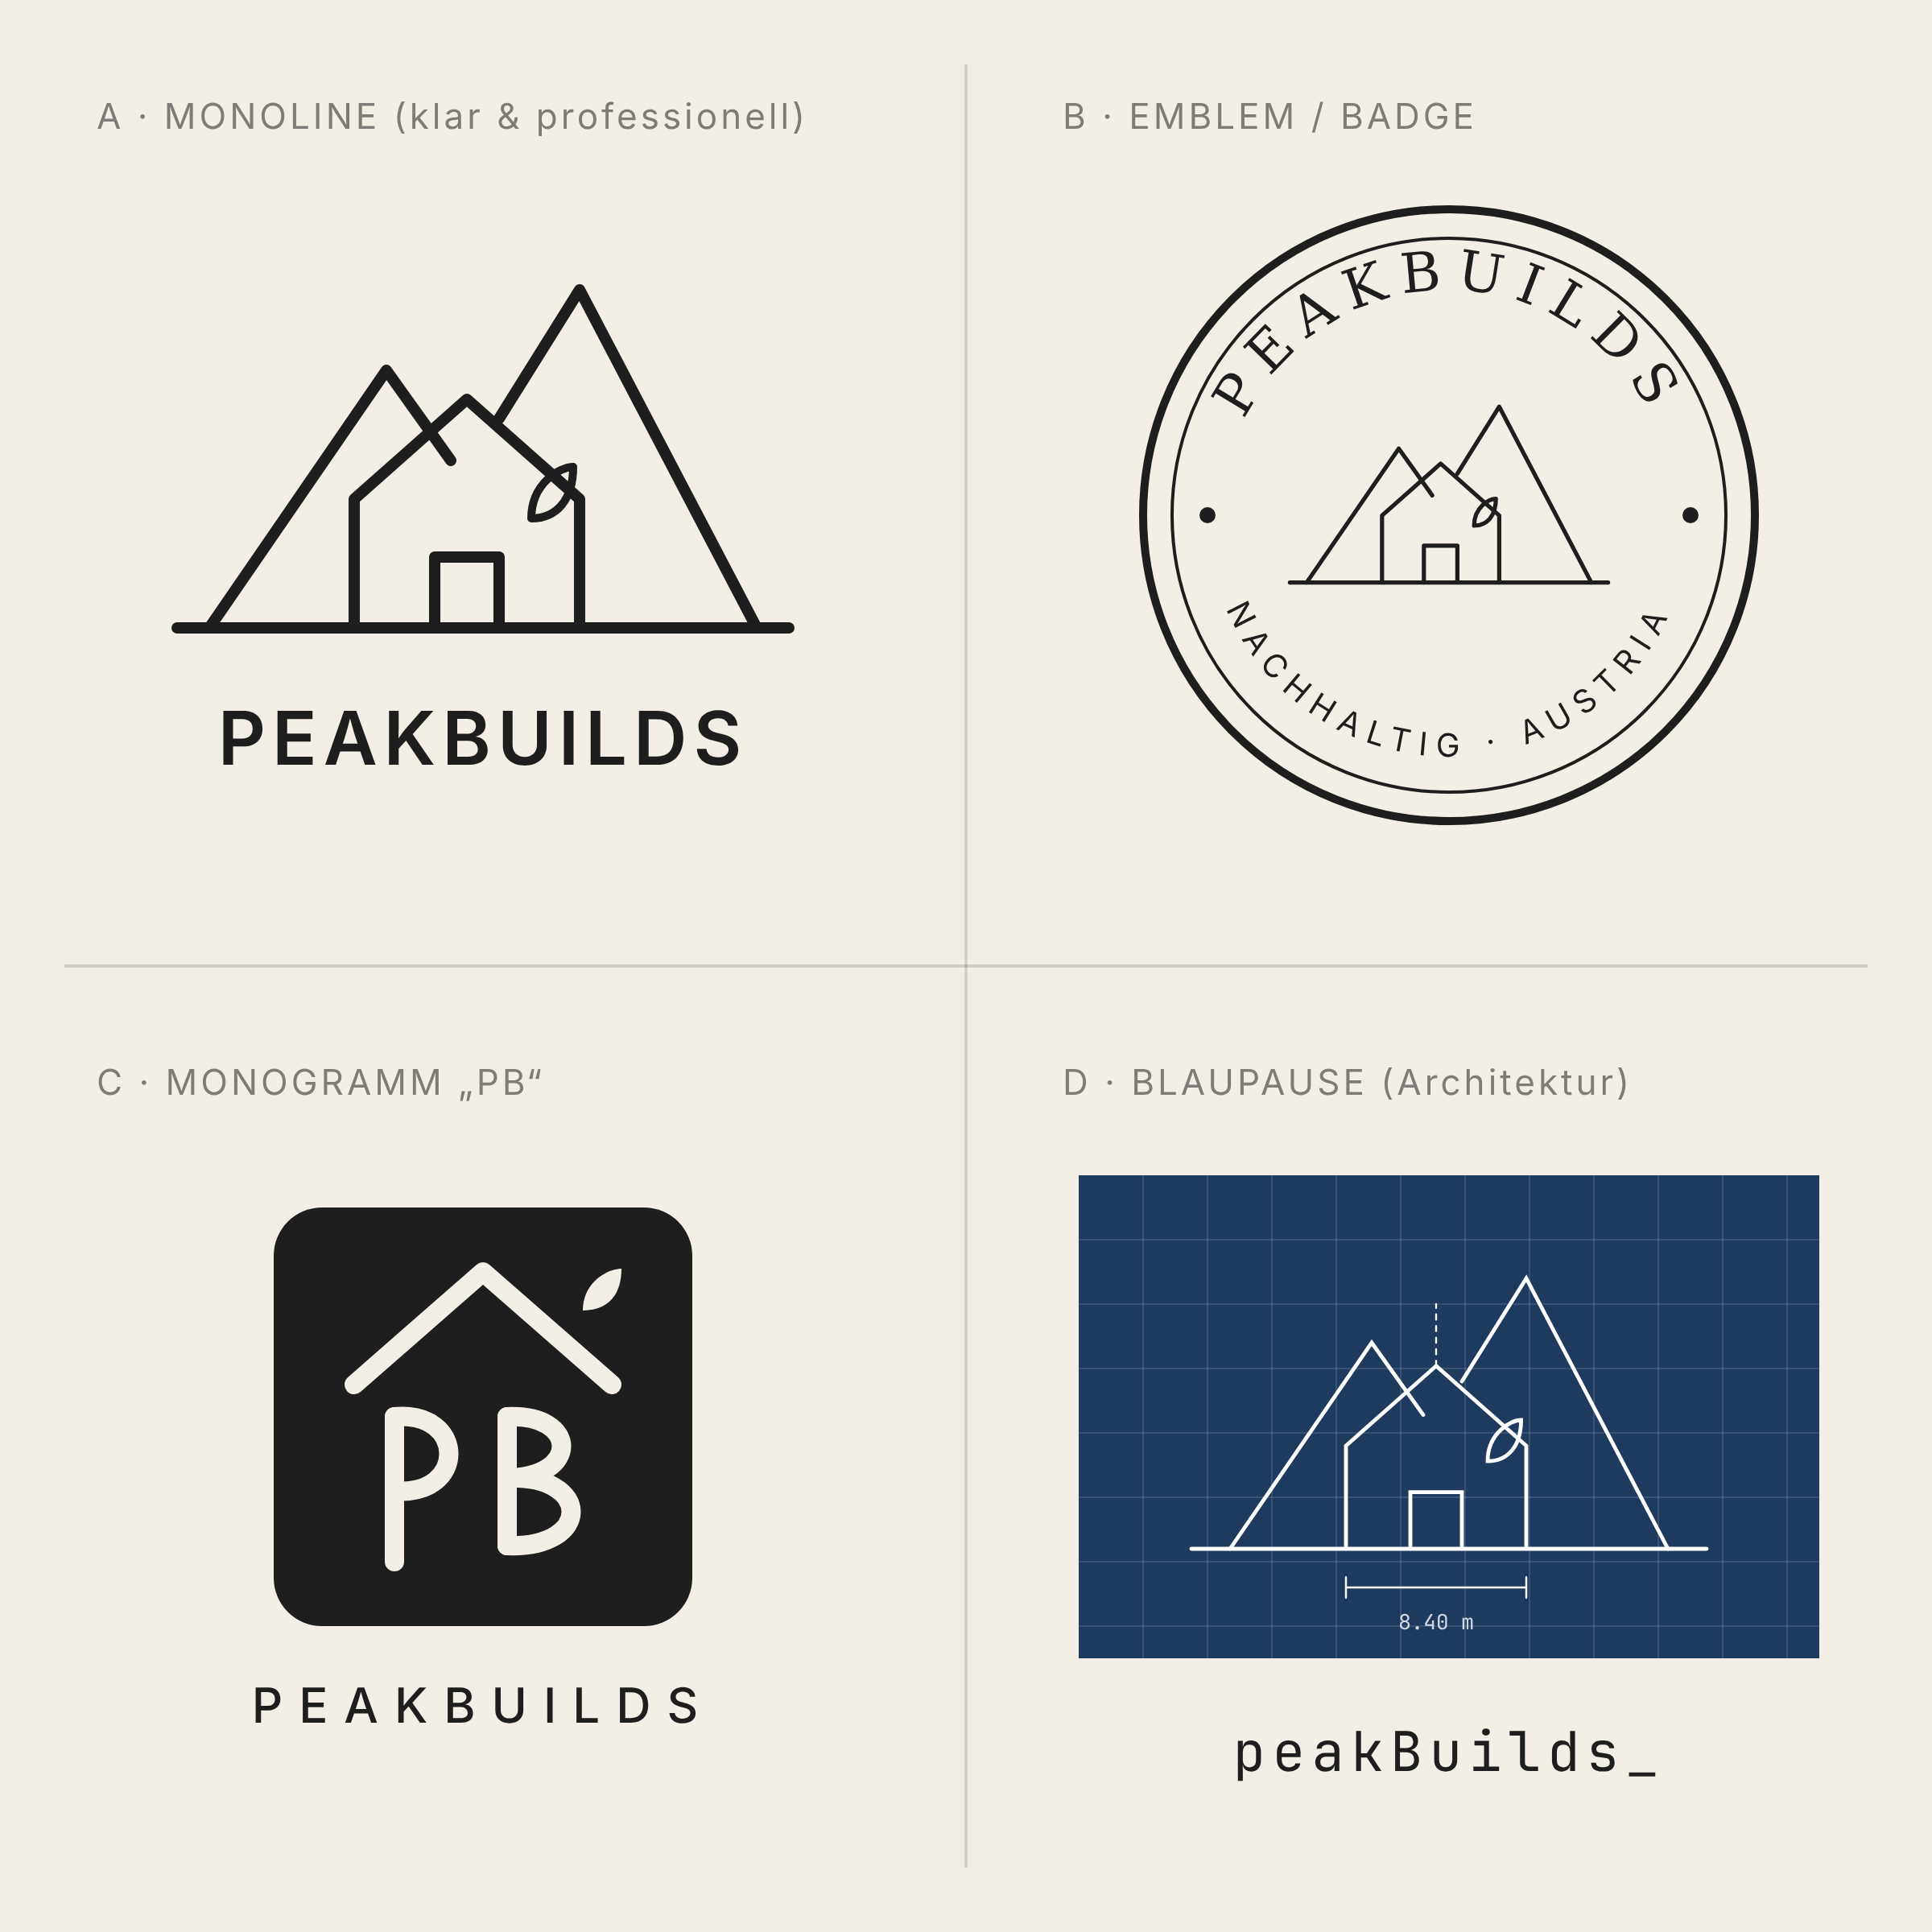 A · MONOLINE (klar & professionell)
PEAKBUILDS
B · EMBLEM / BADGE
PEAKBUILDS
NACHHALTIG · AUSTRIA
C · MONOGRAMM „PB“
PB
PEAKBUILDS
D · BLAUPAUSE (Architektur)
8.40 m
peakBuilds_